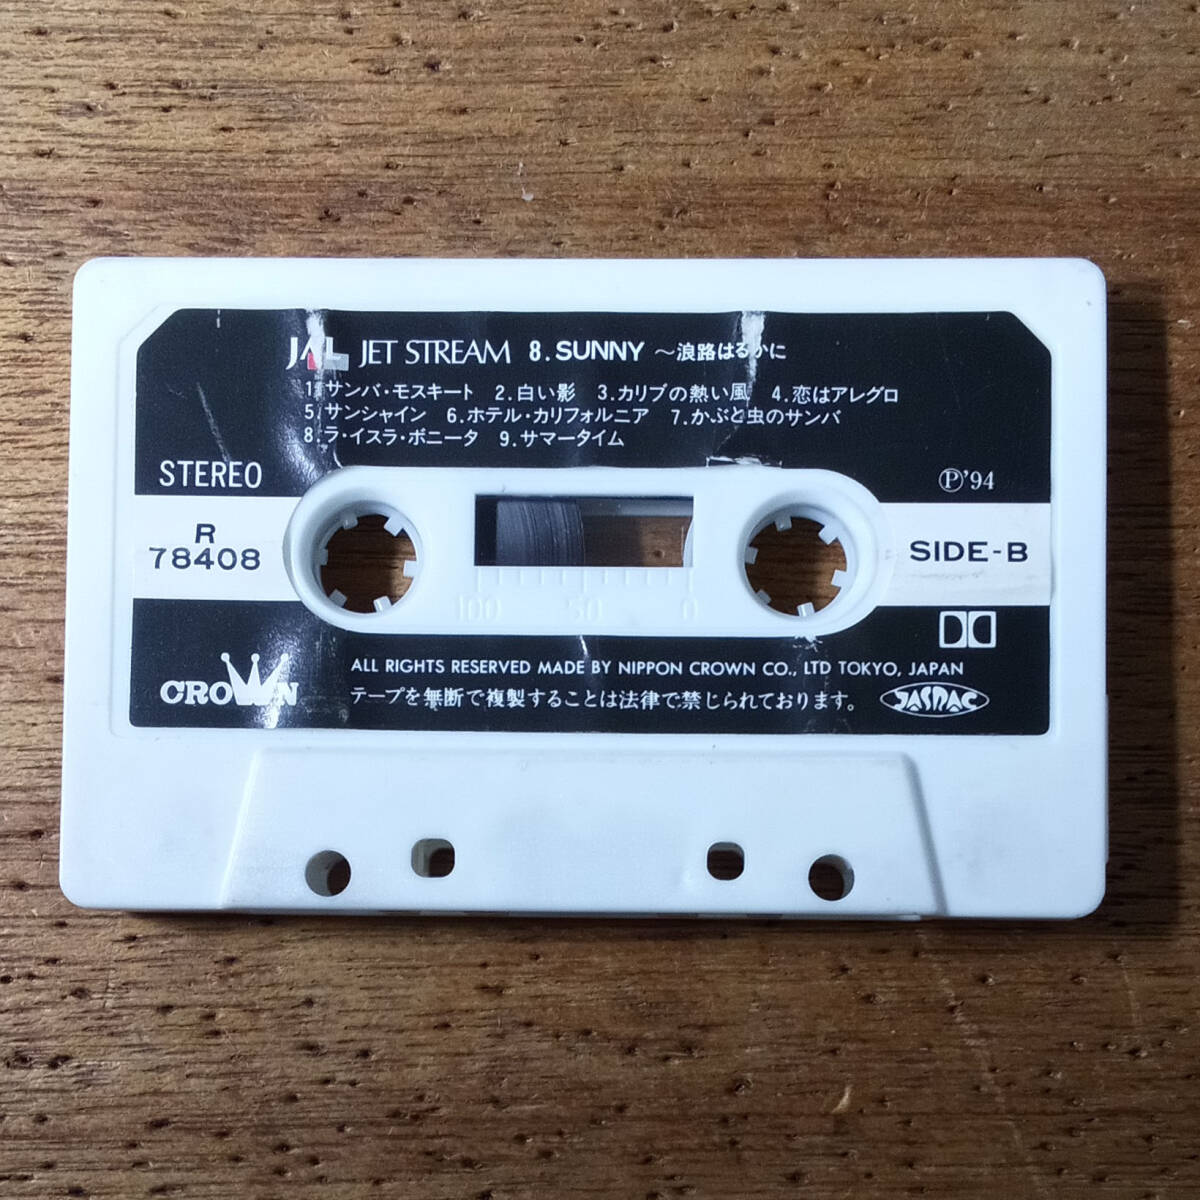 JAL JET STREAM 8.SUNNY ～浪路はるかに
1.サンバ・モスキート 2.白い影 3.カリブの熱い風 4.恋はアレグロ
5.サンシャイン 6.ホテル・カリフォルニア 7.かぶと虫のサンバ
8.ラ・イスラ・ボニータ 9.サマータイム
STEREO
Ⓟ'94
R
78408
SIDE-B
100 50 0
CROWN
ALL RIGHTS RESERVED MADE BY NIPPON CROWN CO., LTD TOKYO, JAPAN
テープを無断で複製することは法律で禁じられております。
JASRAC